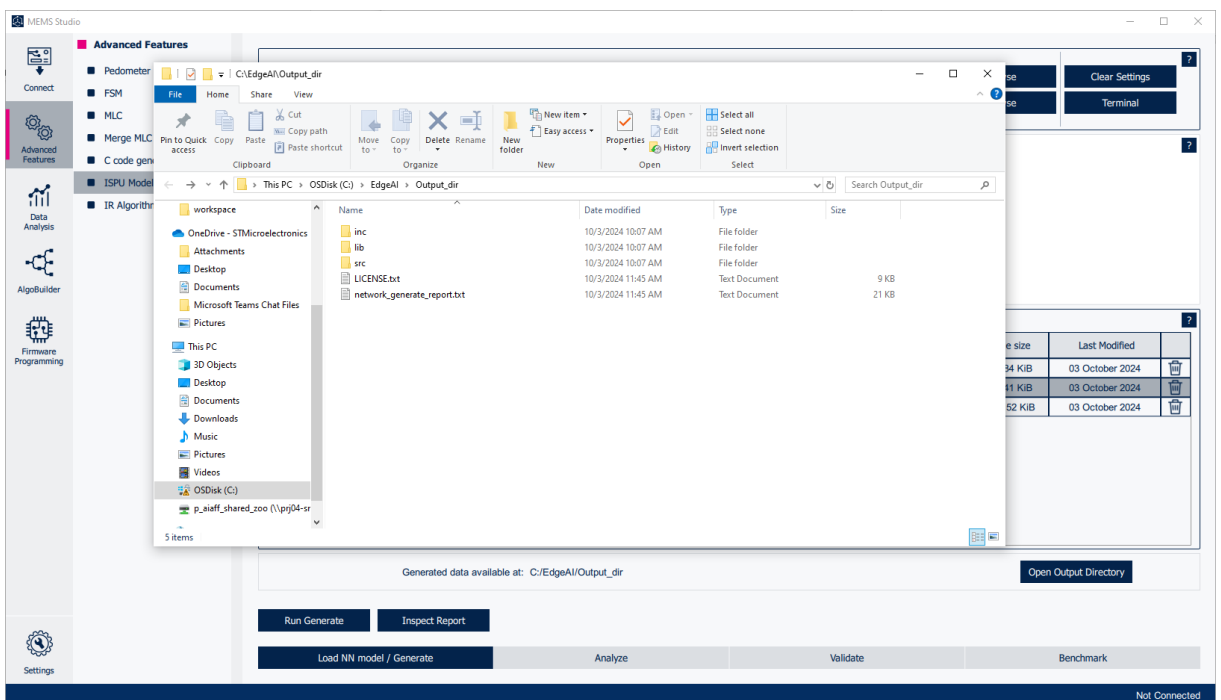 MEMS Studio
Connect
Advanced
Features
Data
Analysis
AlgoBuilder
Firmware
Programming
Settings
Advanced Features
Pedometer
FSM
MLC
Merge MLC
C code gen
ISPU Model
IR Algorithm
?
Clear Settings
Terminal
?
?
C:\EdgeAI\Output_dir
File Home Share View
?
Pin to Quick
access
Copy
Paste
Cut
Copy path
Paste shortcut
Clipboard
Move
to
Copy
to
Delete
Rename
Organize
New
folder
New item
Easy access
New
Properties
Open
Edit
History
Open
Select all
Select none
Invert selection
Select
This PC > OSDisk (C:) > EdgeAI > Output_dir
Search Output_dir
workspace
OneDrive - STMicroelectronics
Attachments
Desktop
Documents
Microsoft Teams Chat Files
Pictures
This PC
3D Objects
Desktop
Documents
Downloads
Music
Pictures
Videos
OSDisk (C:)
p_aiaff_shared_zoo (\\prj04-sr
Name Date modified Type Size
inc 10/3/2024 10:07 AM File folder
lib 10/3/2024 10:07 AM File folder
src 10/3/2024 10:07 AM File folder
LICENSE.txt 10/3/2024 11:45 AM Text Document 9 KB
network_generate_report.txt 10/3/2024 11:45 AM Text Document 21 KB
5 items
e size Last Modified
34 KiB 03 October 2024
41 KiB 03 October 2024
52 KiB 03 October 2024
Generated data available at: C:/EdgeAI/Output_dir
Open Output Directory
Run Generate
Inspect Report
Load NN model / Generate
Analyze
Validate
Benchmark
Not Connected